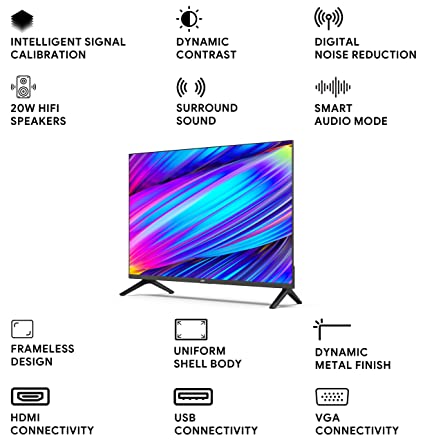 INTELLIGENT SIGNAL
CALIBRATION
DYNAMIC
CONTRAST
DIGITAL
NOISE REDUCTION
20W HIFI
SPEAKERS
SURROUND
SOUND
SMART
AUDIO MODE
FRAMELESS
DESIGN
UNIFORM
SHELL BODY
DYNAMIC
METAL FINISH
HDMI
CONNECTIVITY
USB
CONNECTIVITY
VGA
CONNECTIVITY